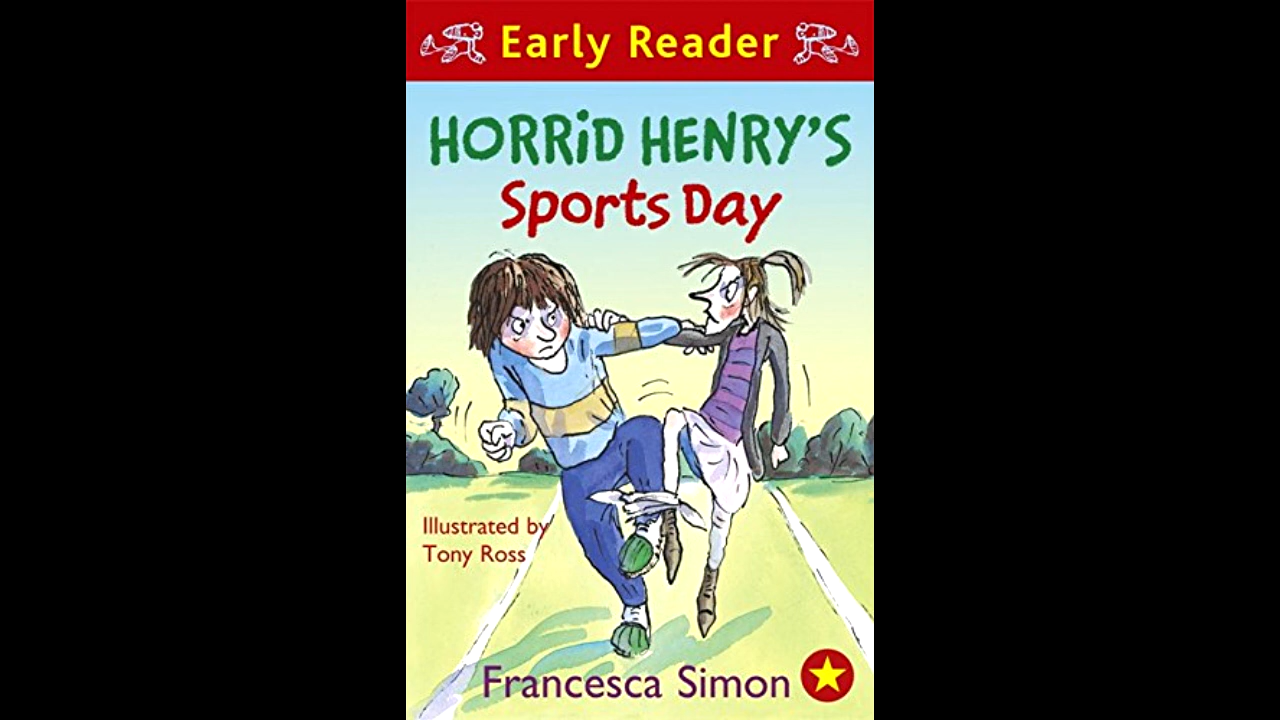 Early Reader
HORRiD HENRY'S
Sports Day
Illustrated by
Tony Ross
Francesca Simon